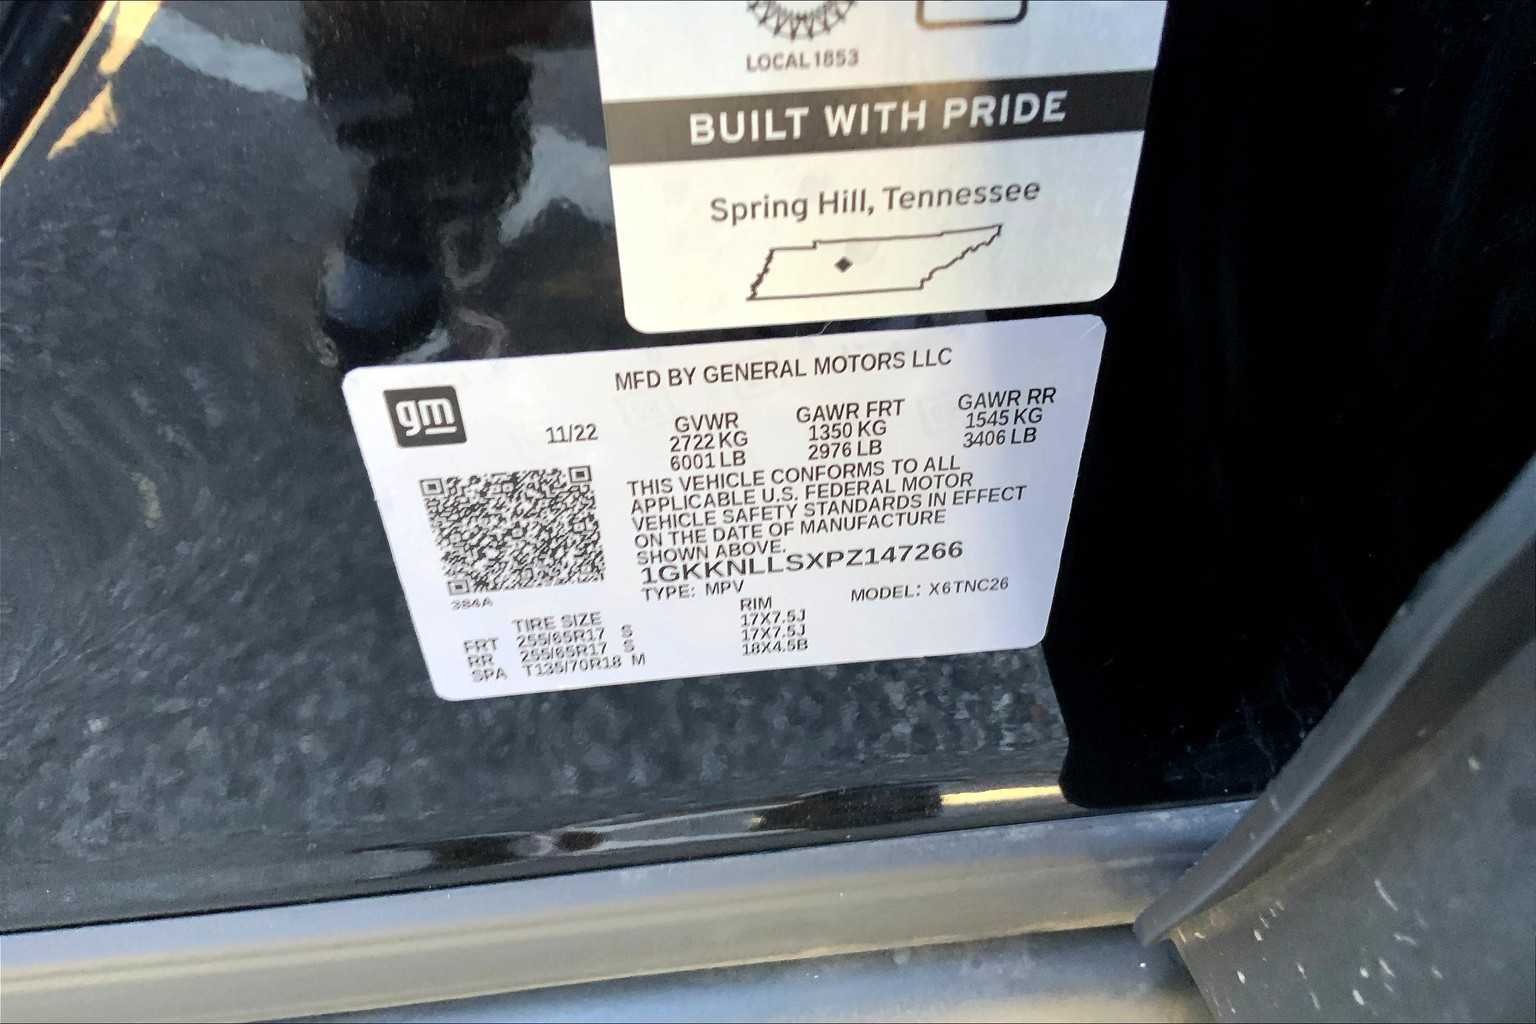 LOCAL 1853
BUILT WITH PRIDE
Spring Hill, Tennessee
MFD BY GENERAL MOTORS LLC
gm
11/22
GVWR
2722 KG
6001 LB
GAWR FRT
1350 KG
2976 LB
GAWR RR
1545 KG
3406 LB
THIS VEHICLE CONFORMS TO ALL
APPLICABLE U.S. FEDERAL MOTOR
VEHICLE SAFETY STANDARDS IN EFFECT
ON THE DATE OF MANUFACTURE
SHOWN ABOVE.
1GKKNLLSXPZ147266
TYPE: MPV
MODEL: X6TNC26
384A
TIRE SIZE
RIM
FRT 255/65R17 S 17X7.5J
RR 255/65R17 S 17X7.5J
SPA T135/70R18 M 18X4.5B